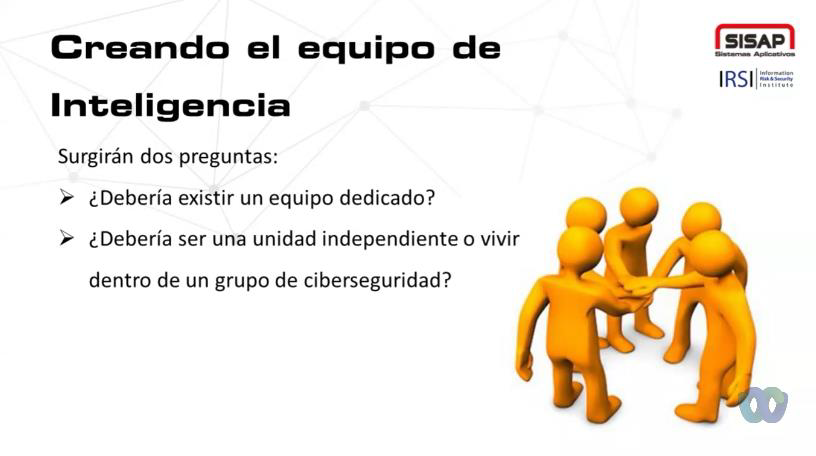 Creando el equipo de
Inteligencia
SISAP
Sistemas Aplicativos
IRSI
Information
Risk & Security
Institute
Surgirán dos preguntas:
¿Debería existir un equipo dedicado?
¿Debería ser una unidad independiente o vivir
dentro de un grupo de ciberseguridad?